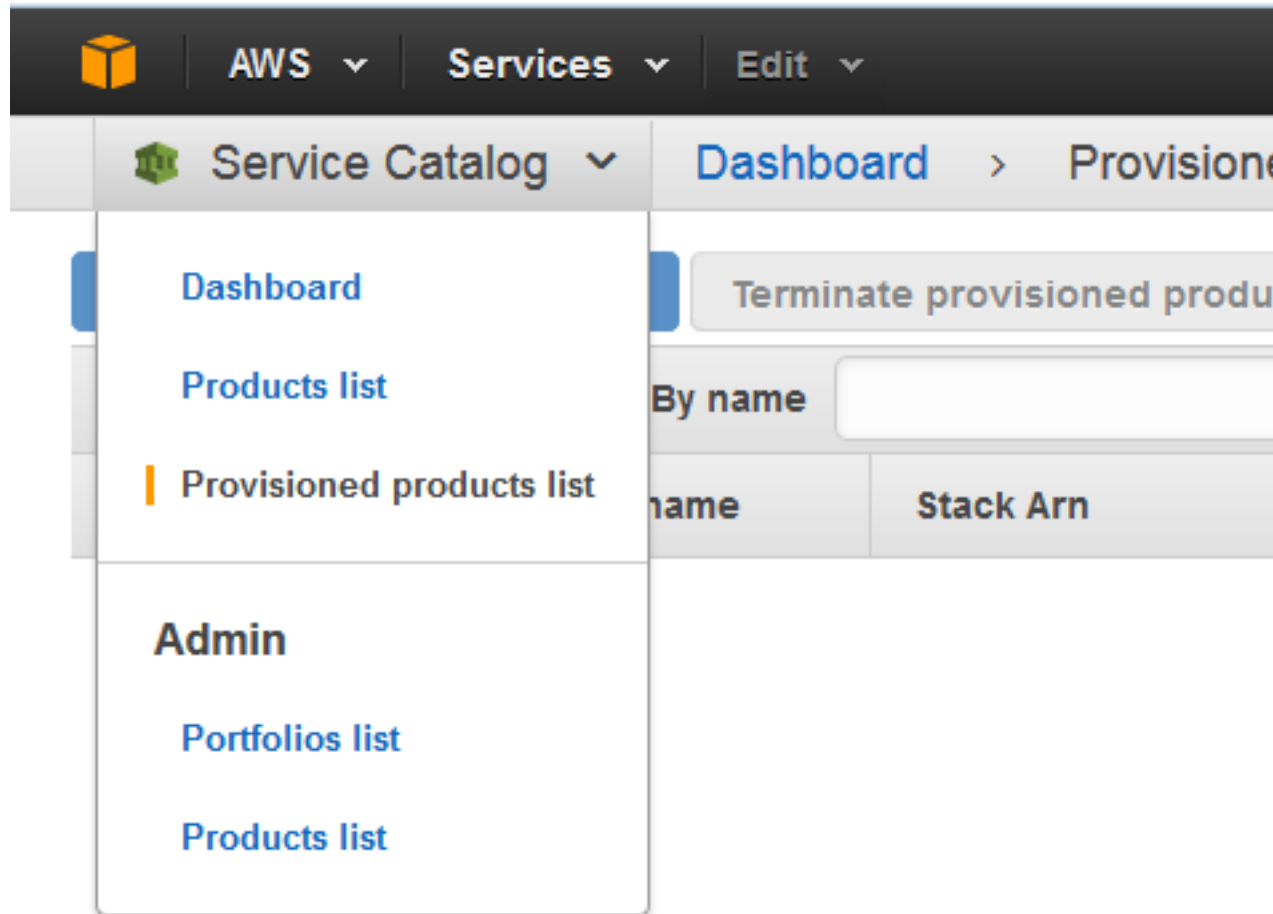 AWS Services Edit
Service Catalog Dashboard > Provisione
Dashboard
Terminate provisioned produ
Products list
By name
Provisioned products list
name Stack Arn
Admin
Portfolios list
Products list